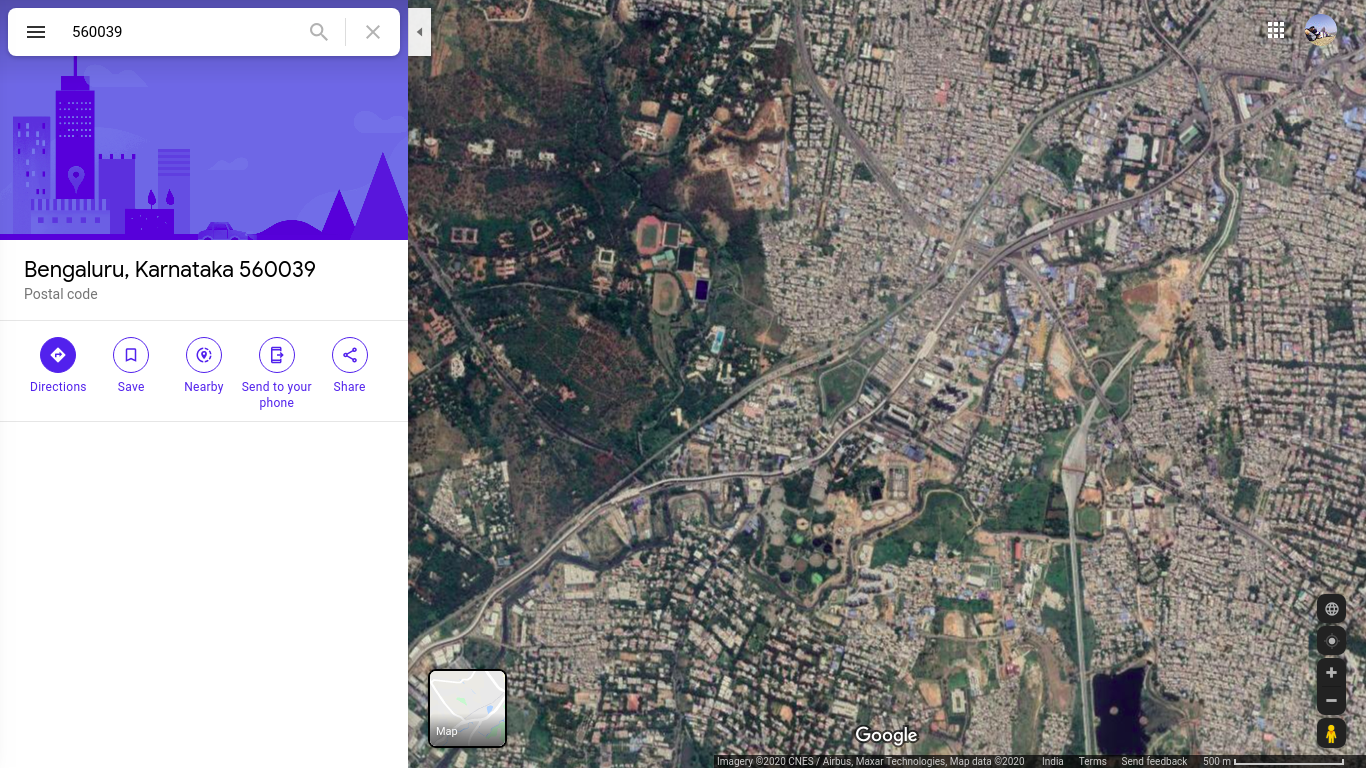 560039
Bengaluru, Karnataka 560039
Postal code
Directions
Save
Nearby
Send to your
phone
Share
Map
Google
Imagery ©2020 CNES / Airbus, Maxar Technologies, Map data ©2020 India Terms Send feedback 500 m